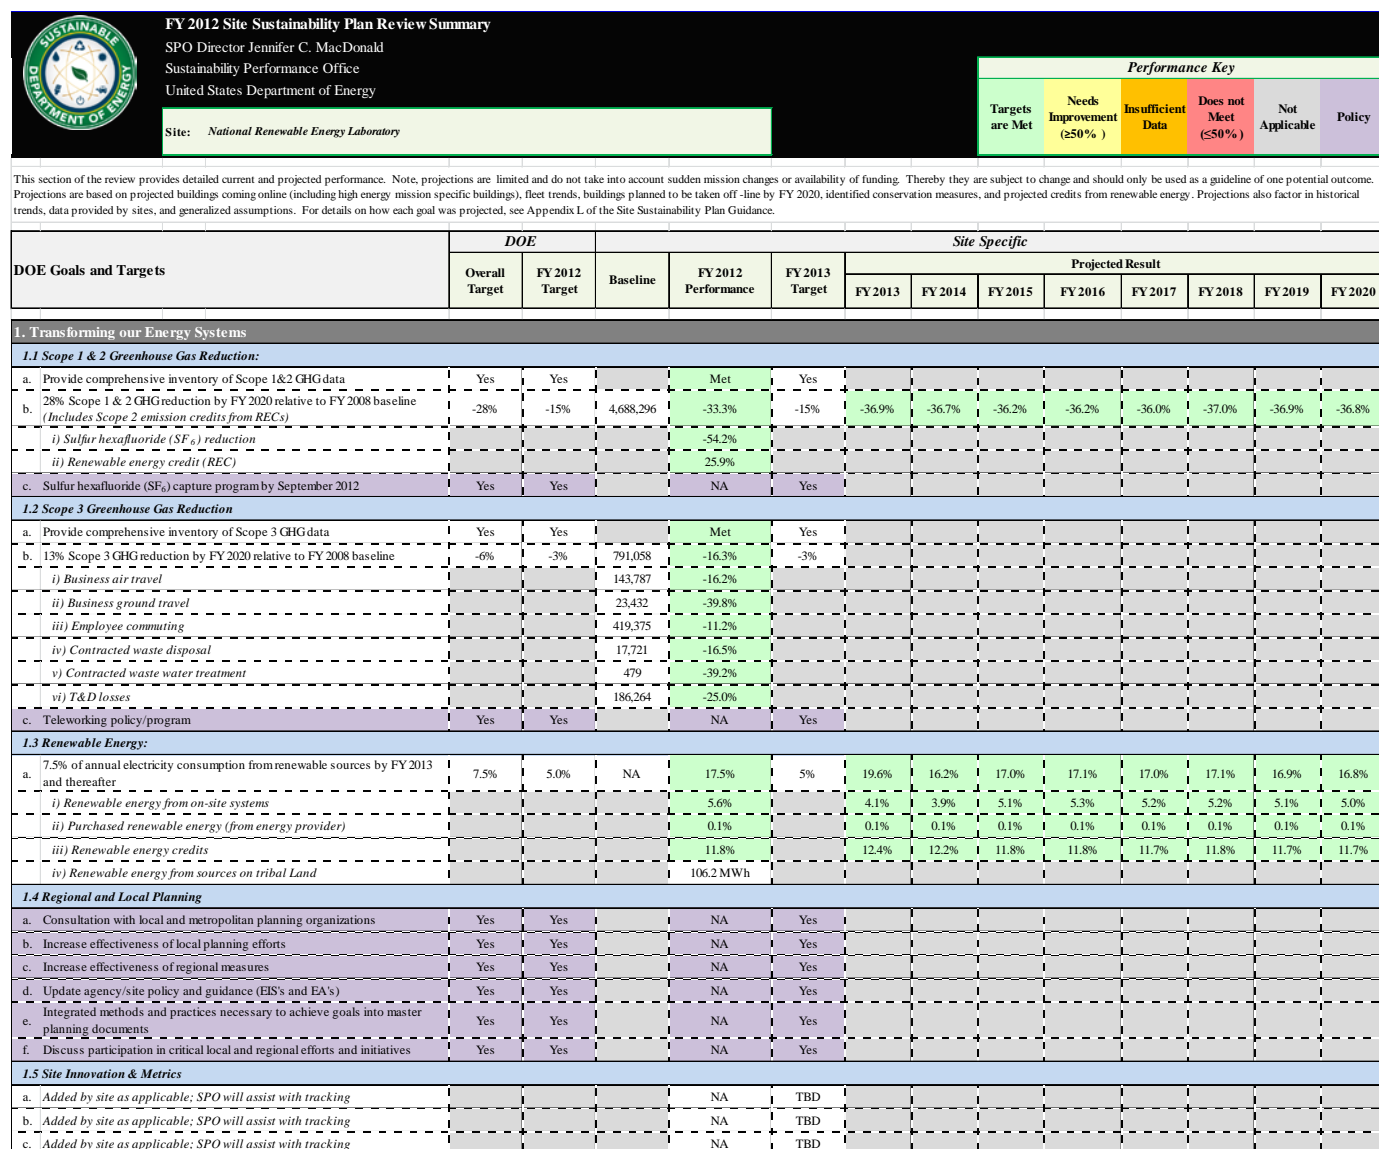 SUSTAINABLE
DEPARTMENT OF ENERGY
FY 2012 Site Sustainability Plan Review Summary
SPO Director Jennifer C. MacDonald
Sustainability Performance Office
United States Department of Energy
Site: National Renewable Energy Laboratory
Performance Key
Targets are Met
Needs Improvement (≥50% )
Insufficient Data
Does not Meet (≤50% )
Not Applicable
Policy
This section of the review provides detailed current and projected performance. Note, projections are limited and do not take into account sudden mission changes or availability of funding. Thereby they are subject to change and should only be used as a guideline of one potential outcome.
Projections are based on projected buildings coming online (including high energy mission specific buildings), fleet trends, buildings planned to be taken off -line by FY 2020, identified conservation measures, and projected credits from renewable energy. Projections also factor in historical
trends, data provided by sites, and generalized assumptions. For details on how each goal was projected, see Appendix L of the Site Sustainability Plan Guidance.
DOE Goals and Targets
DOE
Site Specific
Overall Target
FY 2012 Target
Baseline
FY 2012 Performance
FY 2013 Target
Projected Result
FY 2013 FY 2014 FY 2015 FY 2016 FY 2017 FY 2018 FY 2019 FY 2020
1. Transforming our Energy Systems
1.1 Scope 1 & 2 Greenhouse Gas Reduction:
a. Provide comprehensive inventory of Scope 1&2 GHG data Yes Yes Met Yes
b. 28% Scope 1 & 2 GHG reduction by FY 2020 relative to FY 2008 baseline
(Includes Scope 2 emission credits from RECs) -28% -15% 4,688,296 -33.3% -15% -36.9% -36.7% -36.2% -36.2% -36.0% -37.0% -36.9% -36.8%
i) Sulfur hexafluoride (SF6) reduction -54.2%
ii) Renewable energy credit (REC) 25.9%
c. Sulfur hexafluoride (SF6) capture program by September 2012 Yes Yes NA Yes
1.2 Scope 3 Greenhouse Gas Reduction
a. Provide comprehensive inventory of Scope 3 GHG data Yes Yes Met Yes
b. 13% Scope 3 GHG reduction by FY 2020 relative to FY 2008 baseline -6% -3% 791,058 -16.3% -3%
i) Business air travel 143,787 -16.2%
ii) Business ground travel 23,432 -39.8%
iii) Employee commuting 419,375 -11.2%
iv) Contracted waste disposal 17,721 -16.5%
v) Contracted waste water treatment 479 -39.2%
vi) T&D losses 186,264 -25.0%
c. Teleworking policy/program Yes Yes NA Yes
1.3 Renewable Energy:
a. 7.5% of annual electricity consumption from renewable sources by FY 2013
and thereafter 7.5% 5.0% NA 17.5% 5% 19.6% 16.2% 17.0% 17.1% 17.0% 17.1% 16.9% 16.8%
i) Renewable energy from on-site systems 5.6% 4.1% 3.9% 5.1% 5.3% 5.2% 5.2% 5.1% 5.0%
ii) Purchased renewable energy (from energy provider) 0.1% 0.1% 0.1% 0.1% 0.1% 0.1% 0.1% 0.1% 0.1%
iii) Renewable energy credits 11.8% 12.4% 12.2% 11.8% 11.8% 11.7% 11.8% 11.7% 11.7%
iv) Renewable energy from sources on tribal Land 106.2 MWh
1.4 Regional and Local Planning
a. Consultation with local and metropolitan planning organizations Yes Yes NA Yes
b. Increase effectiveness of local planning efforts Yes Yes NA Yes
c. Increase effectiveness of regional measures Yes Yes NA Yes
d. Update agency/site policy and guidance (EIS's and EA's) Yes Yes NA Yes
e. Integrated methods and practices necessary to achieve goals into master
planning documents Yes Yes NA Yes
f. Discuss participation in critical local and regional efforts and initiatives Yes Yes NA Yes
1.5 Site Innovation & Metrics
a. Added by site as applicable; SPO will assist with tracking NA TBD
b. Added by site as applicable; SPO will assist with tracking NA TBD
c. Added by site as applicable; SPO will assist with tracking NA TBD